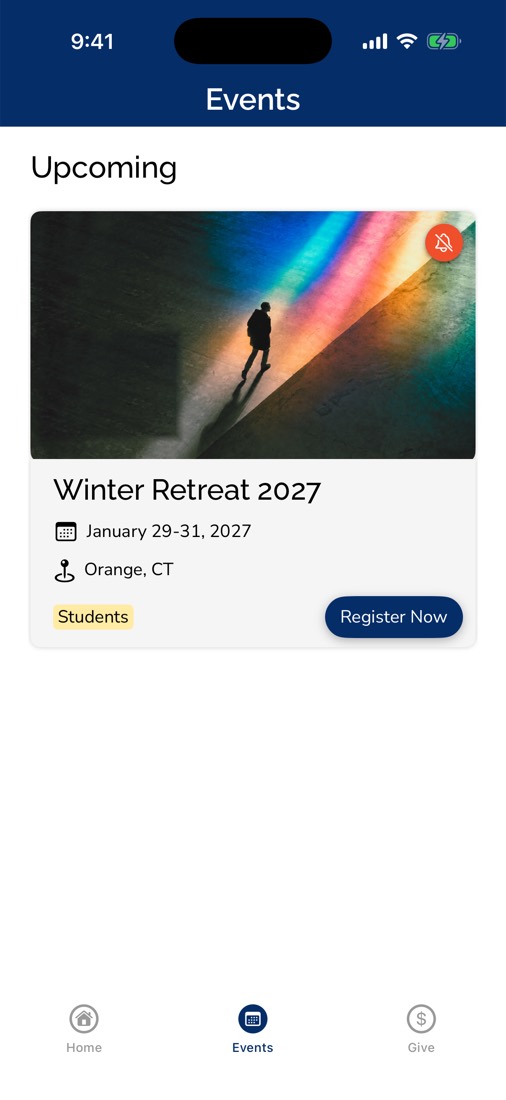 9:41
Events
Upcoming
Winter Retreat 2027
January 29-31, 2027
Orange, CT
Students
Register Now
Home
Events
$
Give